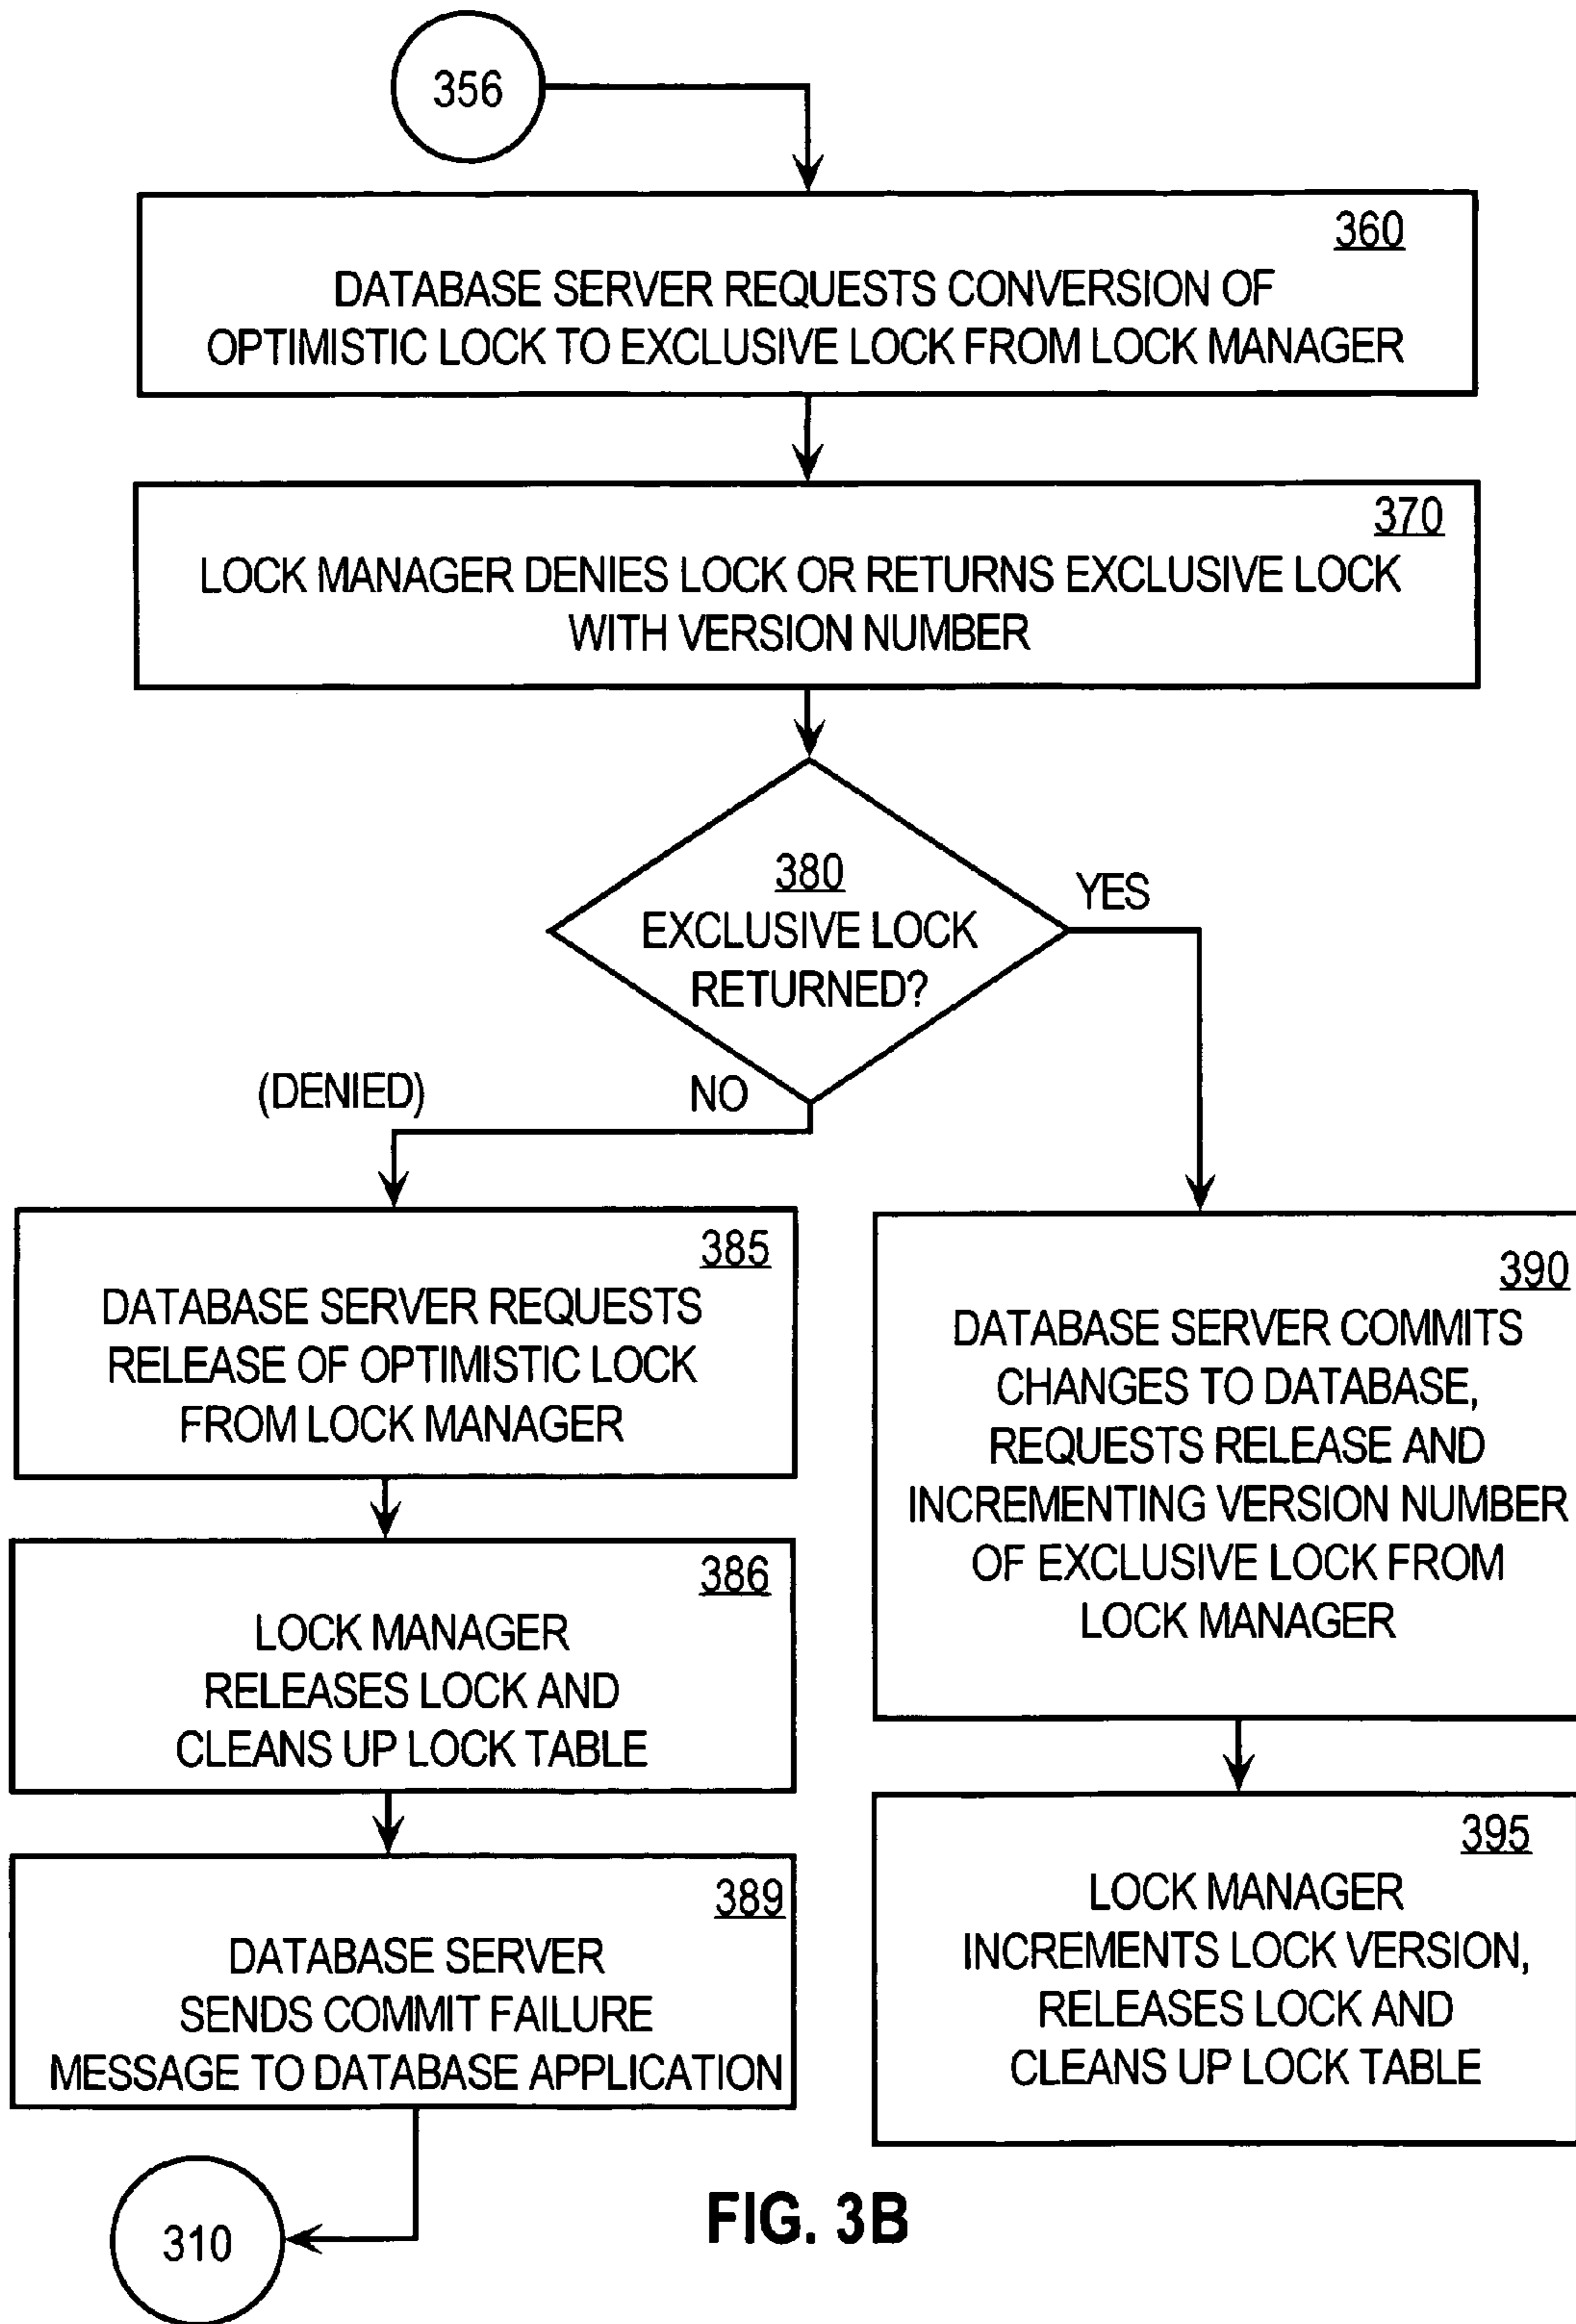 356
360
DATABASE SERVER REQUESTS CONVERSION OF
OPTIMISTIC LOCK TO EXCLUSIVE LOCK FROM LOCK MANAGER
370
LOCK MANAGER DENIES LOCK OR RETURNS EXCLUSIVE LOCK
WITH VERSION NUMBER
380
EXCLUSIVE LOCK
RETURNED?
YES
(DENIED)
NO
385
DATABASE SERVER REQUESTS
RELEASE OF OPTIMISTIC LOCK
FROM LOCK MANAGER
386
LOCK MANAGER
RELEASES LOCK AND
CLEANS UP LOCK TABLE
389
DATABASE SERVER
SENDS COMMIT FAILURE
MESSAGE TO DATABASE APPLICATION
310
390
DATABASE SERVER COMMITS
CHANGES TO DATABASE,
REQUESTS RELEASE AND
INCREMENTING VERSION NUMBER
OF EXCLUSIVE LOCK FROM
LOCK MANAGER
395
LOCK MANAGER
INCREMENTS LOCK VERSION,
RELEASES LOCK AND
CLEANS UP LOCK TABLE
FIG. 3B